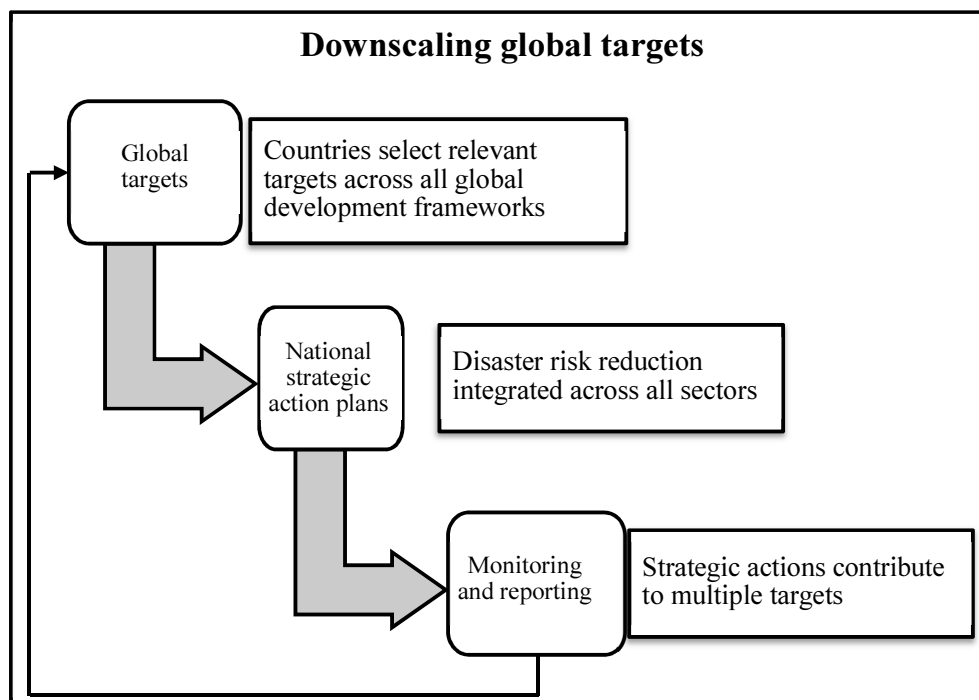 Downscaling global targets
Global
targets
Countries select relevant
targets across all global
development frameworks
National
strategic
action plans
Disaster risk reduction
integrated across all sectors
Monitoring
and reporting
Strategic actions contribute
to multiple targets